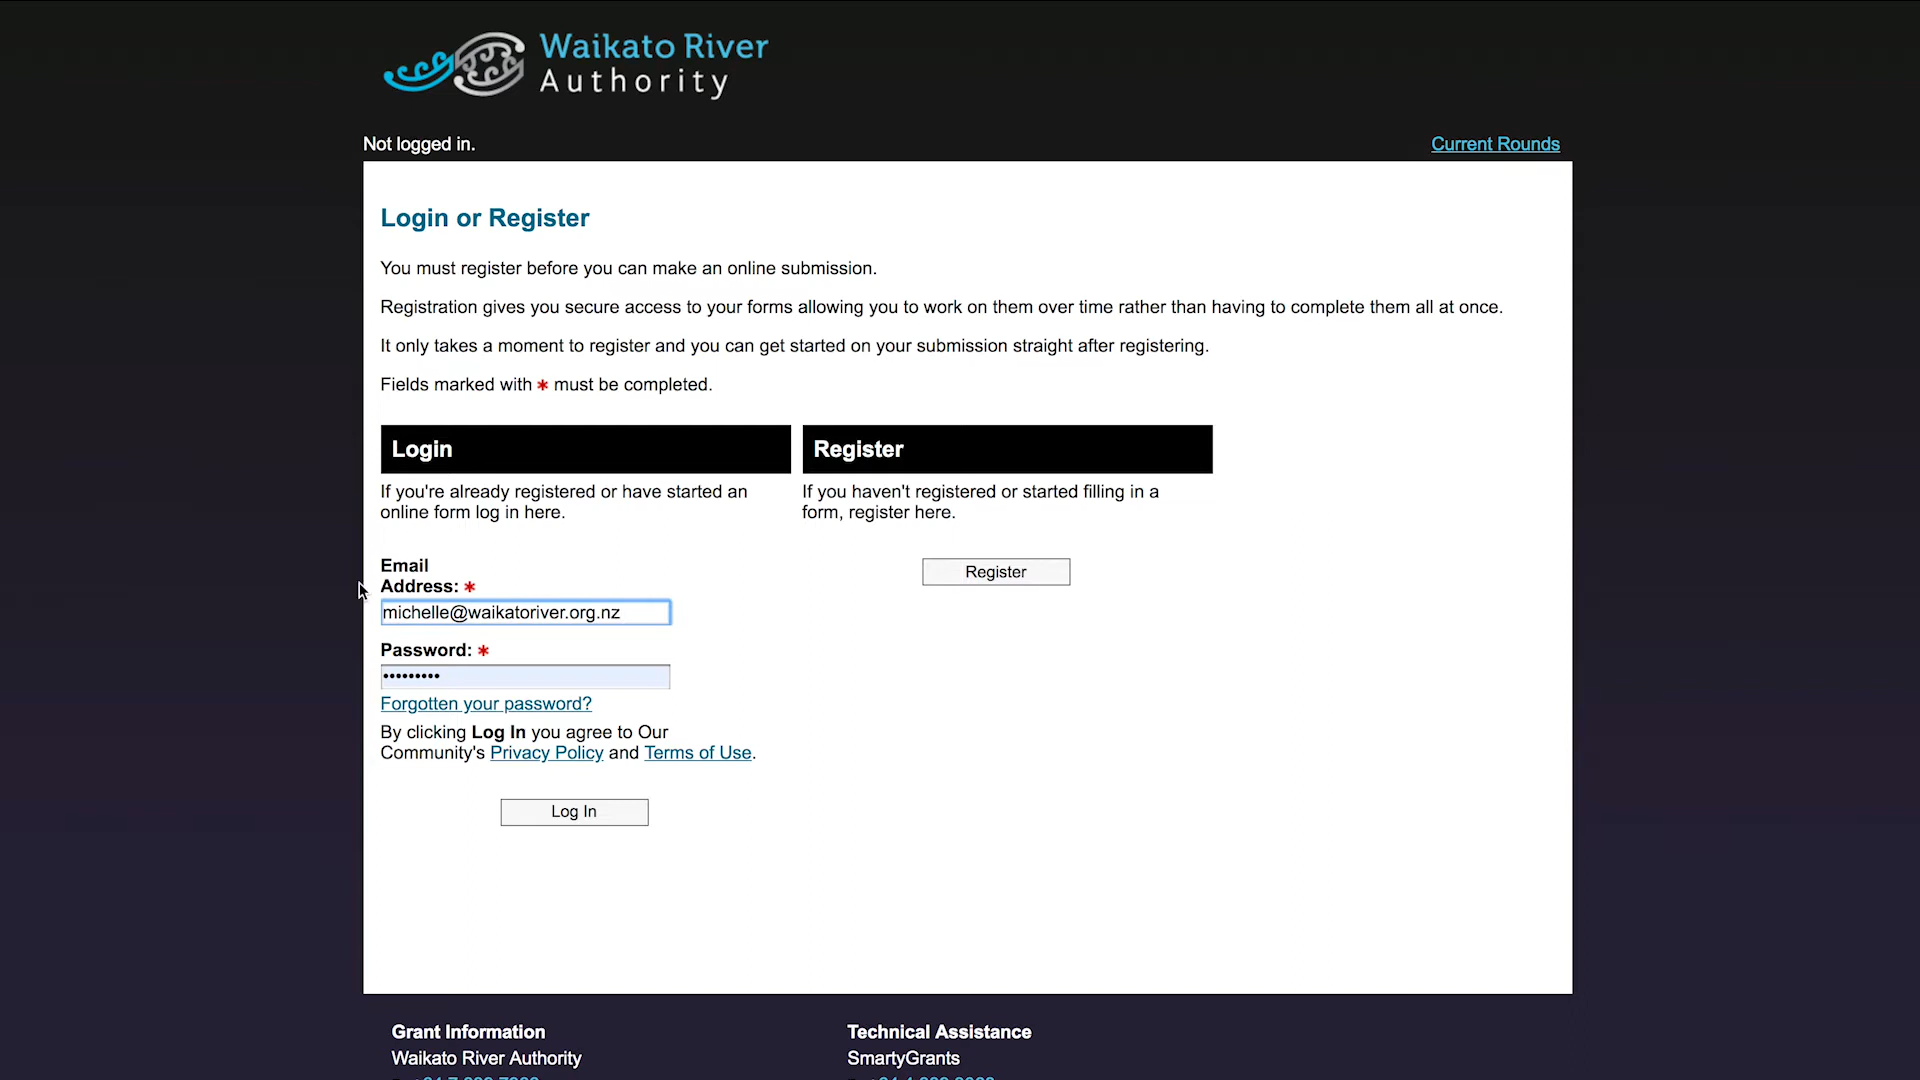 Waikato River
Authority
Not logged in.
Current Rounds
Login or Register
You must register before you can make an online submission.
Registration gives you secure access to your forms allowing you to work on them over time rather than having to complete them all at once.
It only takes a moment to register and you can get started on your submission straight after registering.
Fields marked with * must be completed.
Login
If you're already registered or have started an
online form log in here.
Email
Address: *
michelle@waikatoriver.org.nz
Password: *
•••••••••
Forgotten your password?
By clicking Log In you agree to Our
Community's Privacy Policy and Terms of Use.
Log In
Register
If you haven't registered or started filling in a
form, register here.
Register
Grant Information
Waikato River Authority
Technical Assistance
SmartyGrants